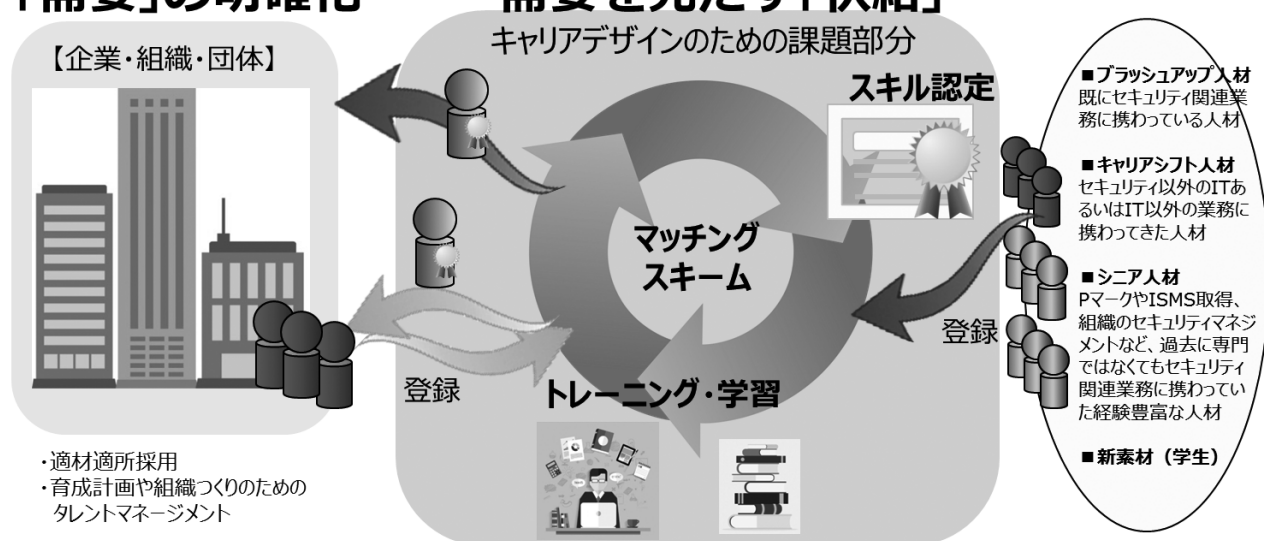 「需要」の明確化
需要を充たす「供給」
【企業・組織・団体】
キャリアデザインのための課題部分
スキル認定
マッチング
スキーム
登録
登録
トレーニング・学習
・適材適所採用
・育成計画や組織つくりのための
タレントマネージメント
■ブラッシュアップ人材
既にセキュリティ関連業
務に携わっている人材
■キャリアシフト人材
セキュリティ以外のITあ
るいはIT以外の業務に
携わってきた人材
■シニア人材
PマークやISMS取得、
組織のセキュリティマネジ
メントなど、過去に専門
ではなくてもセキュリティ
関連業務に携わってい
た経験豊富な人材
■新素材（学生）